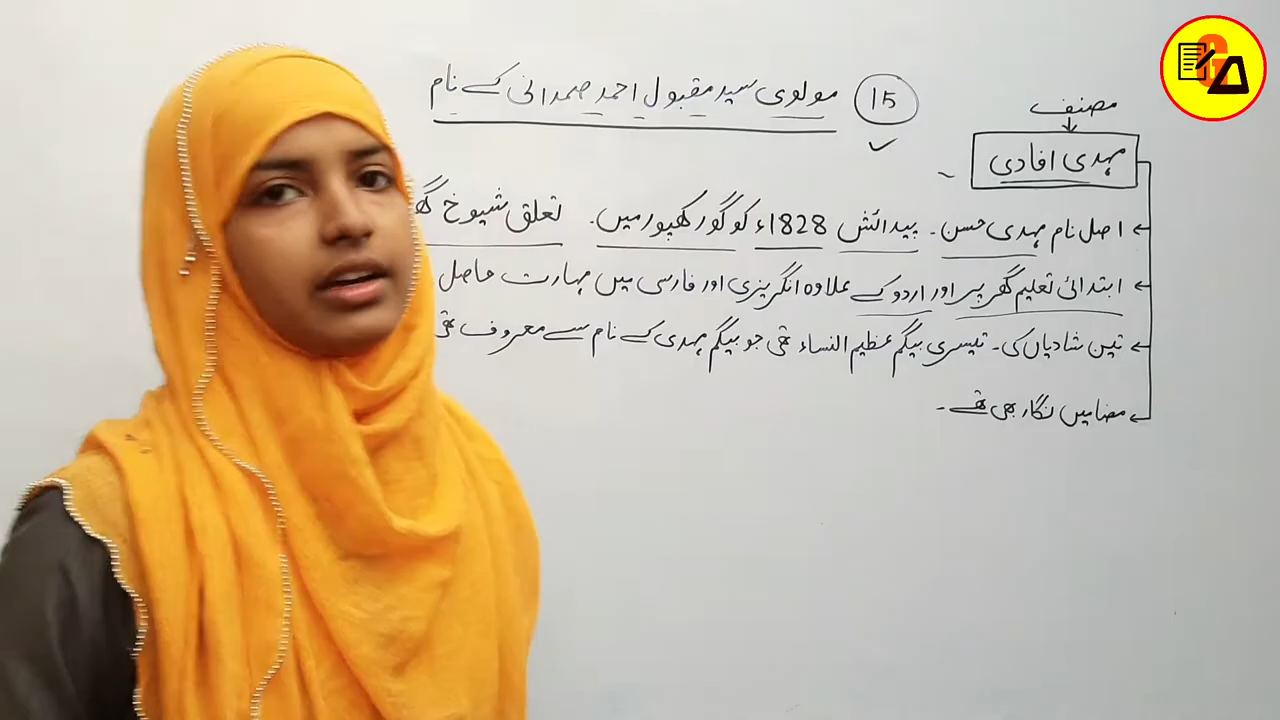 مولوی سید مقبول احمد صمدانی کے نام
15
مصنف
مہدی افادی
اصل نام مہدی حسن۔ پیدائش 1828ء کو گورکھپور میں۔ تعلق شیوخ
ابتدائی تعلیم گھر پر اور اردو کے علاوہ انگریزی اور فارسی میں مہارت حاصل
تین شادیاں کی۔ تیسری بیگم عظیم النساء تھی جو بیگم مہدی کے نام سے معروف تھی
مضامین نگار بھی تھے۔